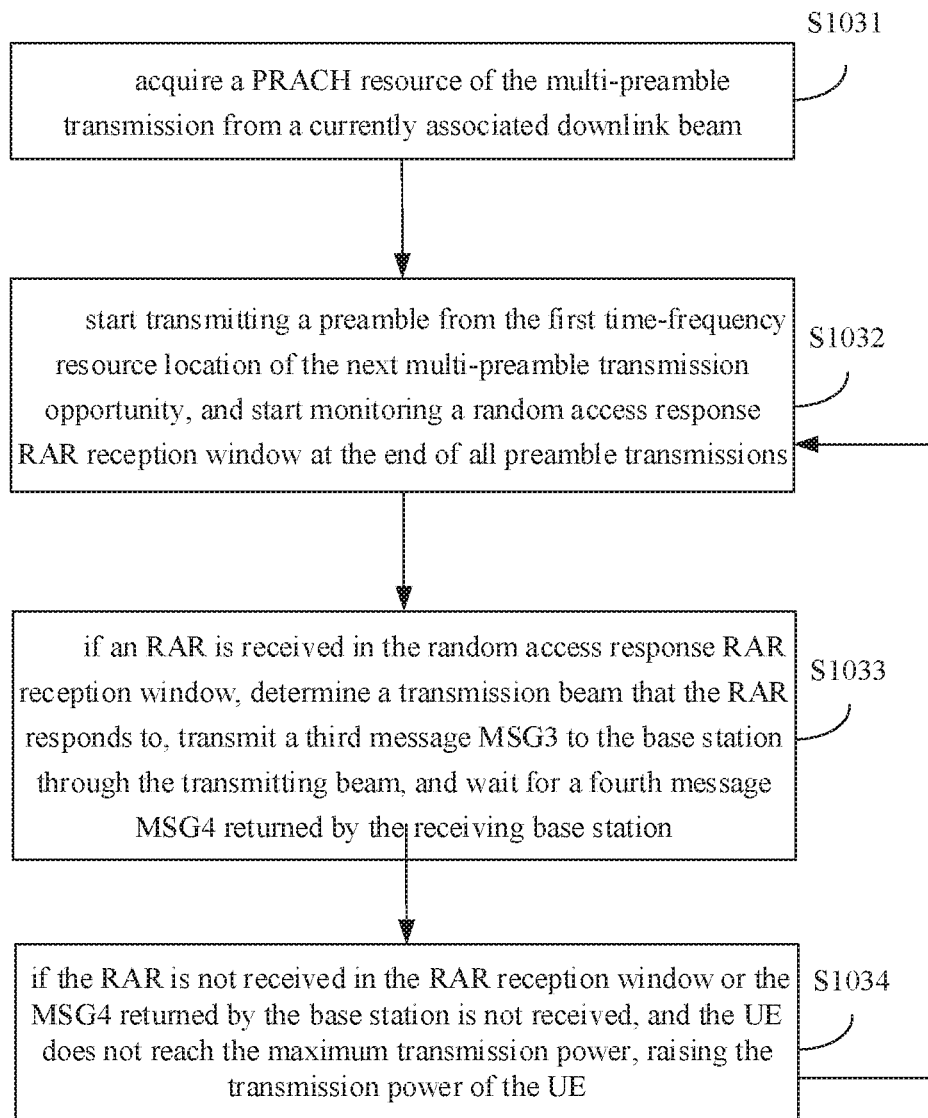 S1031
acquire a PRACH resource of the multi-preamble
transmission from a currently associated downlink beam
start transmitting a preamble from the first time-frequency
resource location of the next multi-preamble transmission
opportunity, and start monitoring a random access response
RAR reception window at the end of all preamble transmissions
S1032
if an RAR is received in the random access response RAR
reception window, determine a transmission beam that the RAR
responds to, transmit a third message MSG3 to the base station
through the transmitting beam, and wait for a fourth message
MSG4 returned by the receiving base station
S1033
if the RAR is not received in the RAR reception window or the
MSG4 returned by the base station is not received, and the UE
does not reach the maximum transmission power, raising the
transmission power of the UE
S1034